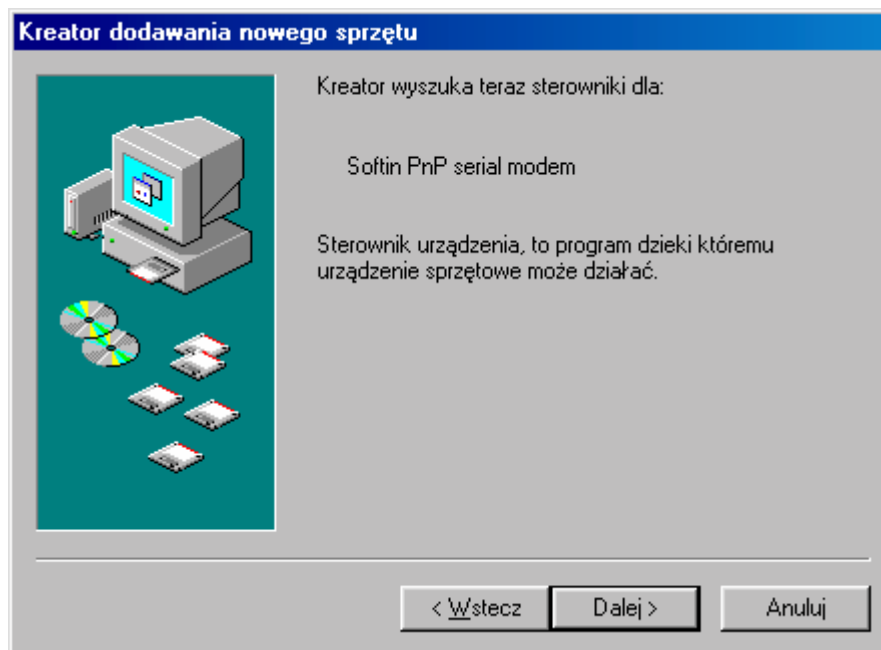 Kreator dodawania nowego sprzętu
Kreator wyszuka teraz sterowniki dla:
Softin PnP serial modem
Sterownik urządzenia, to program dzieki któremu
urządzenie sprzętowe może działać.
< Wstecz
Dalej >
Anuluj